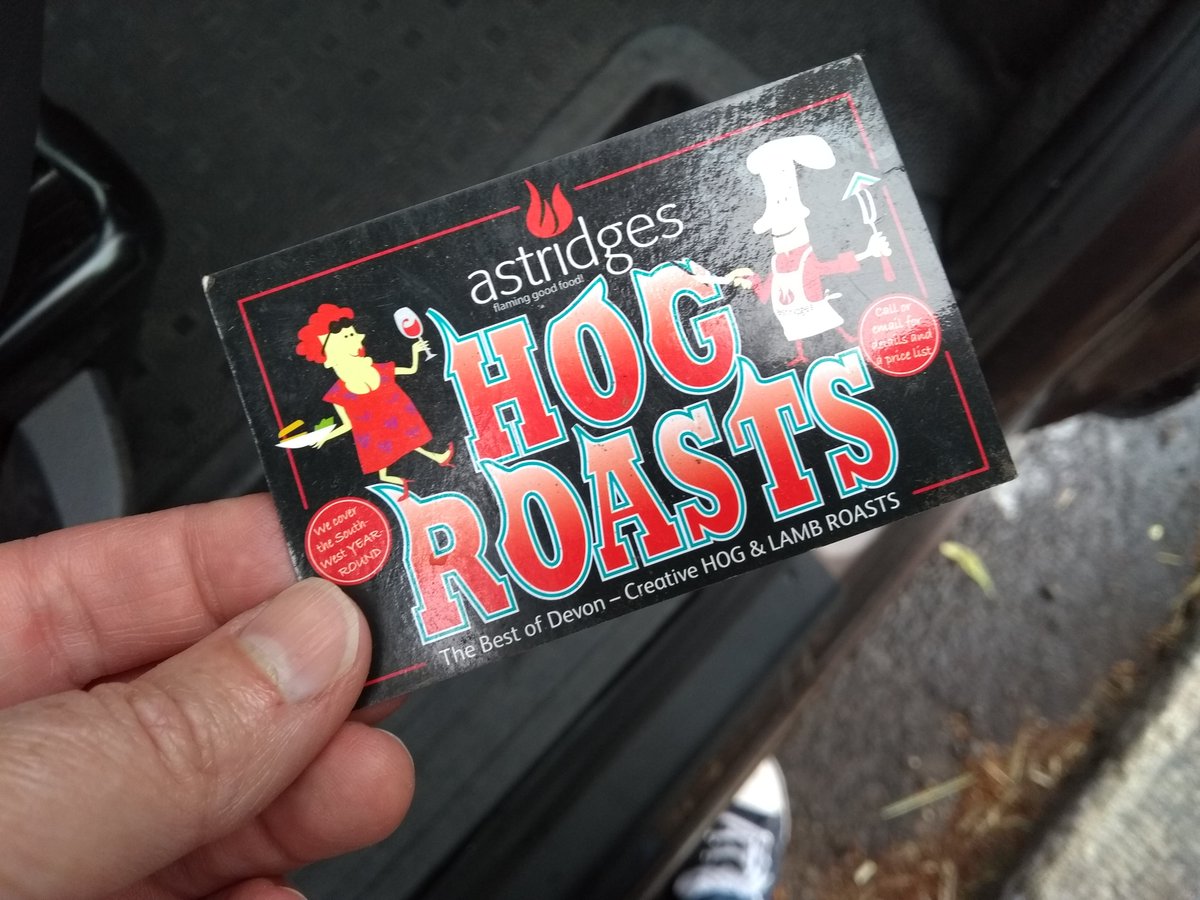 astridges
flaming good food!
HOG
ROASTS
Call or
email for
details and
a price list
We cover
the South-
West YEAR-
ROUND
The Best of Devon – Creative HOG & LAMB ROASTS